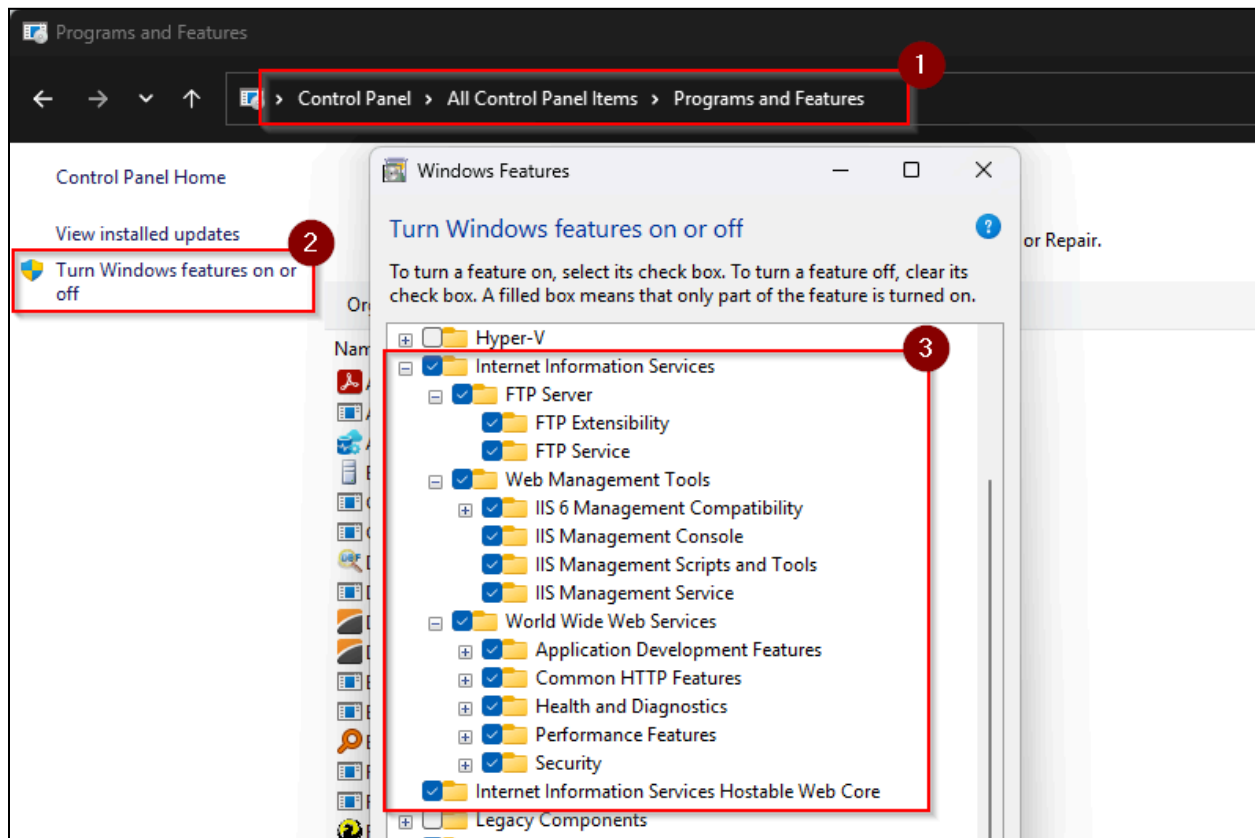 Programs and Features
1
Control Panel > All Control Panel Items > Programs and Features
Control Panel Home
View installed updates
2
Turn Windows features on or
off
Windows Features
Turn Windows features on or off
?
or Repair.
To turn a feature on, select its check box. To turn a feature off, clear its
check box. A filled box means that only part of the feature is turned on.
Hyper-V
3
Internet Information Services
FTP Server
FTP Extensibility
FTP Service
Web Management Tools
IIS 6 Management Compatibility
IIS Management Console
IIS Management Scripts and Tools
IIS Management Service
World Wide Web Services
Application Development Features
Common HTTP Features
Health and Diagnostics
Performance Features
Security
Internet Information Services Hostable Web Core
Legacy Components